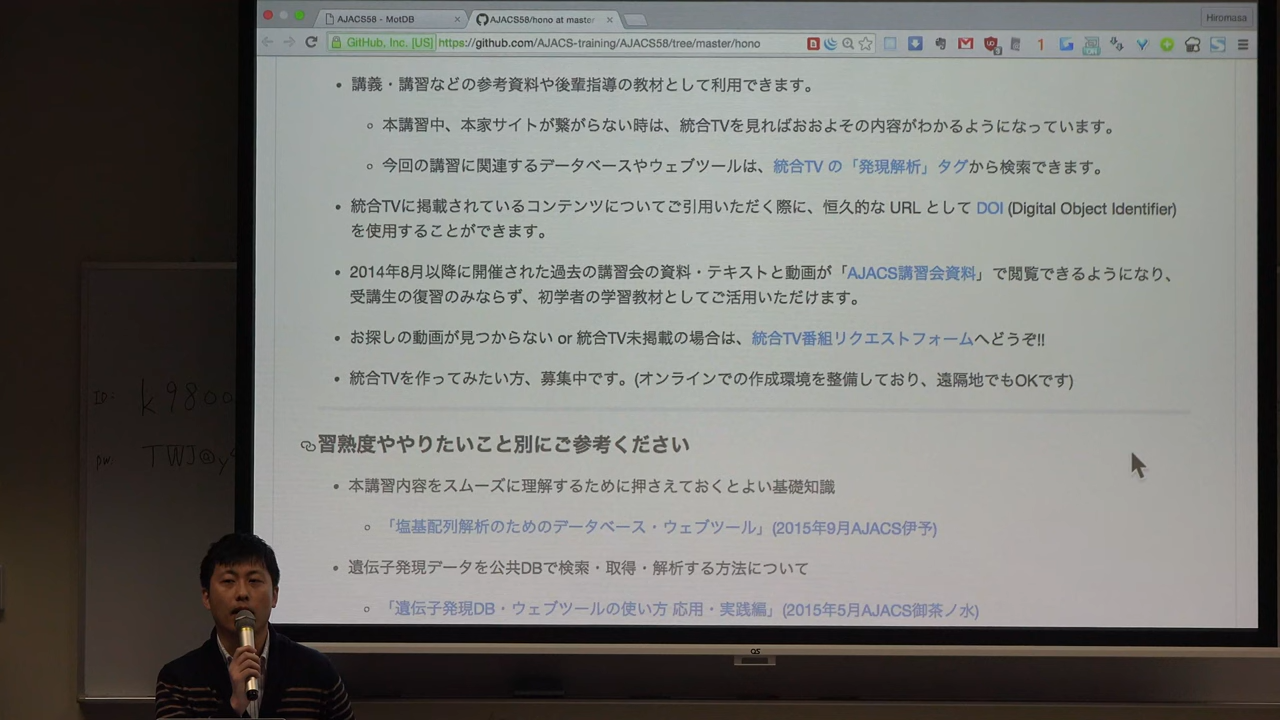 AJACS58 - MotDB
AJACS58/hono at master
Hiromasa
GitHub, Inc. [US] https://github.com/AJACS-training/AJACS58/tree/master/hono
• 講義・講習などの参考資料や後輩指導の教材として利用できます。
◦ 本講習中、本家サイトが繋がらない時は、統合TVを見ればおおよその内容がわかるようになっています。
◦ 今回の講習に関連するデータベースやウェブツールは、統合TV の「発現解析」タグから検索できます。
• 統合TVに掲載されているコンテンツについてご引用いただく際に、恒久的な URL として DOI (Digital Object Identifier)
を使用することができます。
• 2014年8月以降に開催された過去の講習会の資料・テキストと動画が「AJACS講習会資料」で閲覧できるようになり、
受講生の復習のみならず、初学者の学習教材としてご活用いただけます。
• お探しの動画が見つからない or 統合TV未掲載の場合は、統合TV番組リクエストフォームへどうぞ!!
• 統合TVを作ってみたい方、募集中です。(オンラインでの作成環境を整備しており、遠隔地でもOKです)
習熟度ややりたいこと別にご参考ください
• 本講習内容をスムーズに理解するために押さえておくとよい基礎知識
◦ 「塩基配列解析のためのデータベース・ウェブツール」(2015年9月AJACS伊予)
• 遺伝子発現データを公共DBで検索・取得・解析する方法について
◦ 「遺伝子発現DB・ウェブツールの使い方 応用・実践編」(2015年5月AJACS御茶ノ水)
ID: k9800
pw: TWJ@y
OS